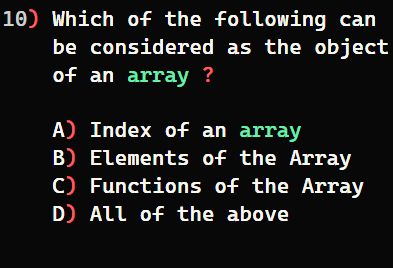 10) Which of the following can
be considered as the object
of an array ?
A) Index of an array
B) Elements of the Array
C) Functions of the Array
D) All of the above